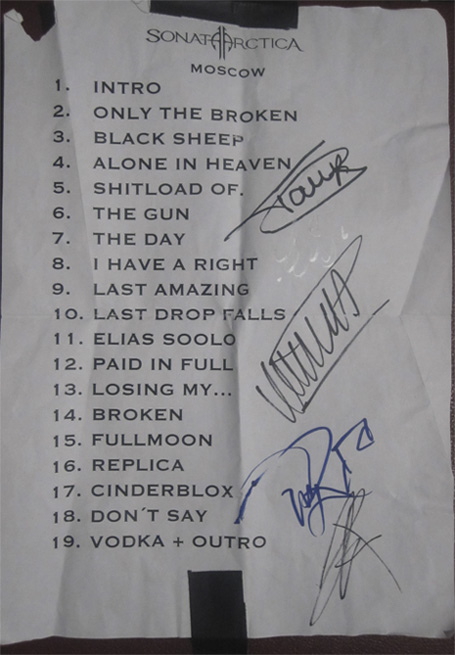 SONATA ARCTICA
MOSCOW
1. INTRO
2. ONLY THE BROKEN
3. BLACK SHEEP
4. ALONE IN HEAVEN
5. SHITLOAD OF.
6. THE GUN
7. THE DAY
8. I HAVE A RIGHT
9. LAST AMAZING
10. LAST DROP FALLS
11. ELIAS SOOLO
12. PAID IN FULL
13. LOSING MY...
14. BROKEN
15. FULLMOON
16. REPLICA
17. CINDERBLOX
18. DON´T SAY
19. VODKA + OUTRO